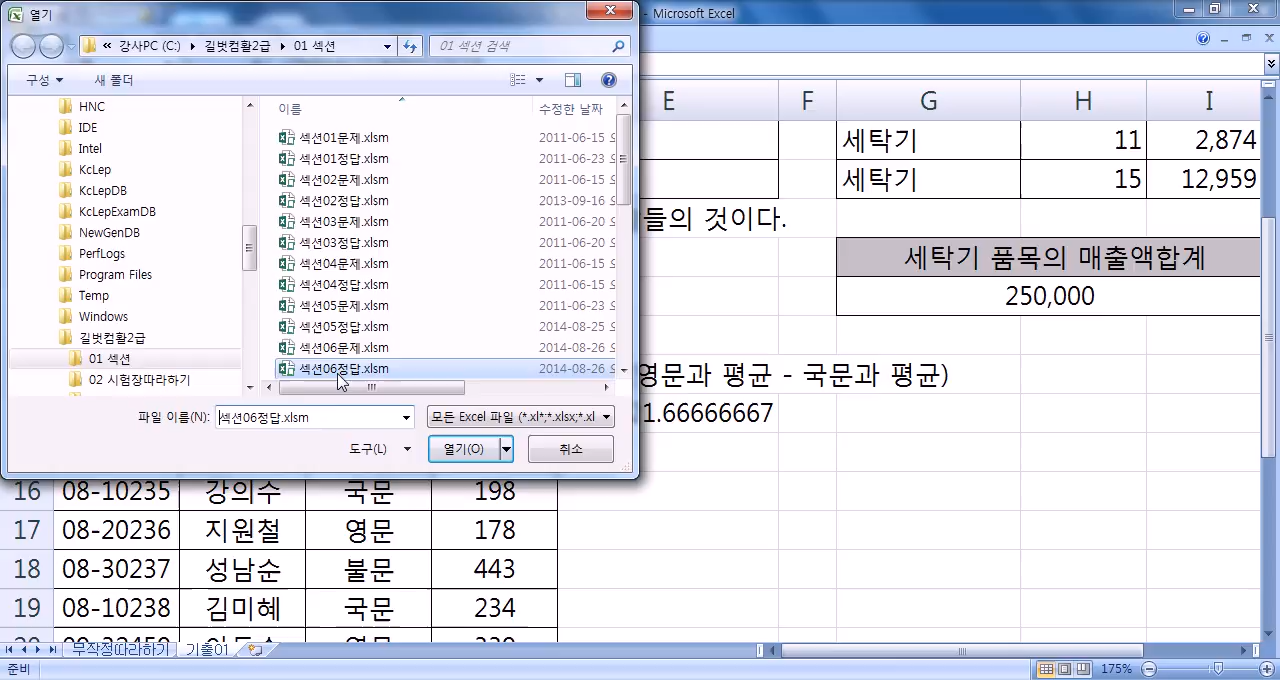 열기
- Microsoft Excel
« 강사PC (C:) ▸ 길벗컴활2급 ▸ 01 섹션
01 섹션 검색
구성 ▾ 새 폴더
HNC
IDE
Intel
KcLep
KcLepDB
KcLepExamDB
NewGenDB
PerfLogs
Program Files
Temp
Windows
길벗컴활2급
01 섹션
02 시험장따라하기
이름 수정한 날짜
섹션01문제.xlsm 2011-06-15 오
섹션01정답.xlsm 2011-06-23 오
섹션02문제.xlsm 2011-06-15 오
섹션02정답.xlsm 2013-09-16 오
섹션03문제.xlsm 2011-06-20 오
섹션03정답.xlsm 2011-06-20 오
섹션04문제.xlsm 2011-06-15 오
섹션04정답.xlsm 2011-06-15 오
섹션05문제.xlsm 2011-06-23 오
섹션05정답.xlsm 2014-08-25 오
섹션06문제.xlsm 2014-08-26 오
섹션06정답.xlsm 2014-08-26 오
파일 이름(N): 섹션06정답.xlsm 모든 Excel 파일 (*.xl*;*.xlsx;*.xl
도구(L) 열기(O) 취소
E F G H I
세탁기 11 2,874
세탁기 15 12,959
들의 것이다.
세탁기 품목의 매출액합계
250,000
영문과 평균 - 국문과 평균)
1.66666667
16 08-10235 강의수 국문 198
17 08-20236 지원철 영문 178
18 08-30237 성남순 불문 443
19 08-10238 김미혜 국문 234
무작정따라하기 기출01
준비 175%